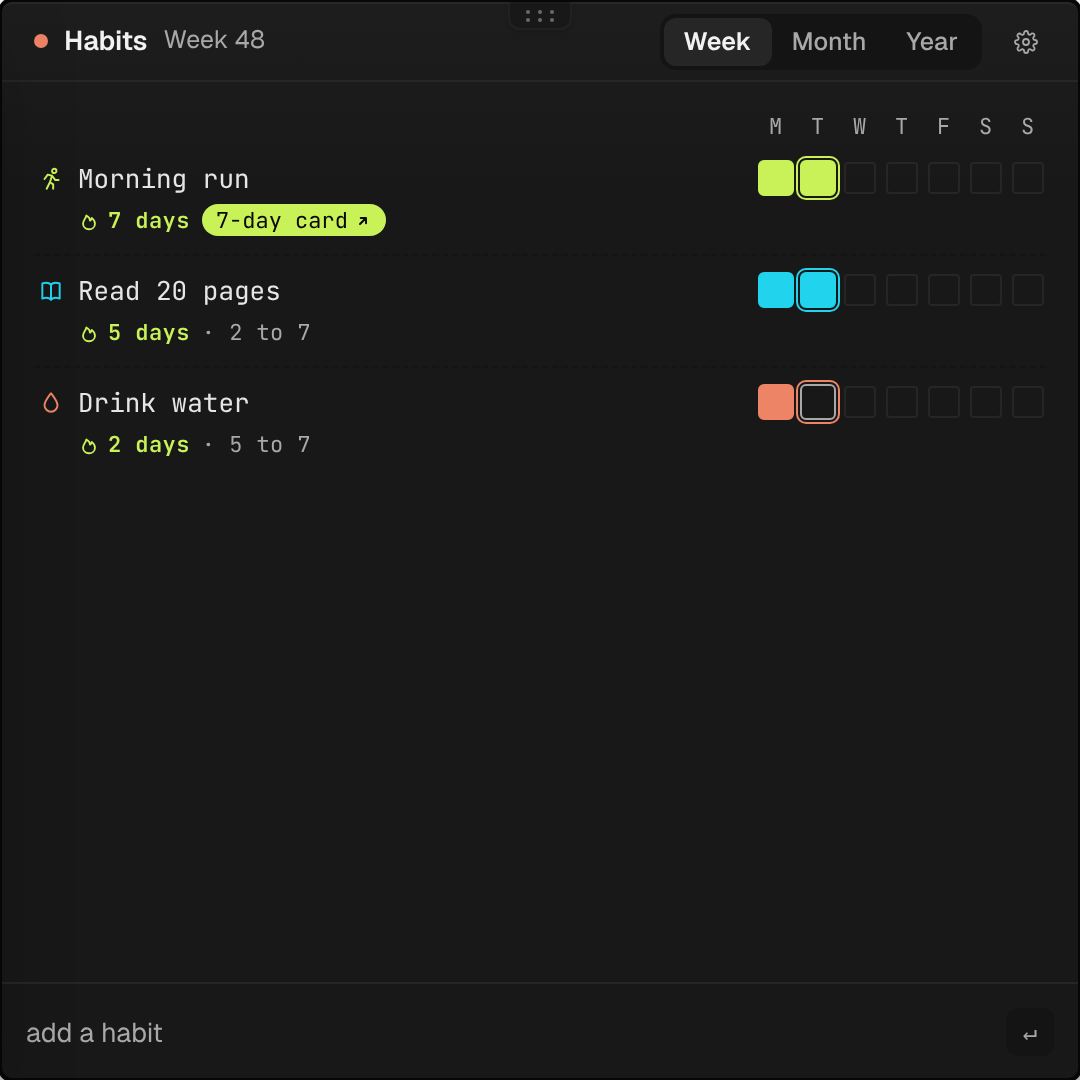 Habits Week 48 Week Month Year
M T W T F S S
Morning run
7 days 7-day card
Read 20 pages
5 days · 2 to 7
Drink water
2 days · 5 to 7
add a habit